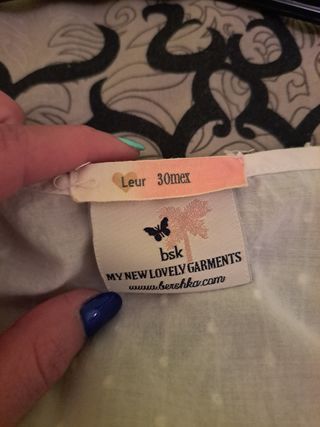 Leur 30mex
bsk
MY NEW LOVELY GARMENTS
www.bershka.com